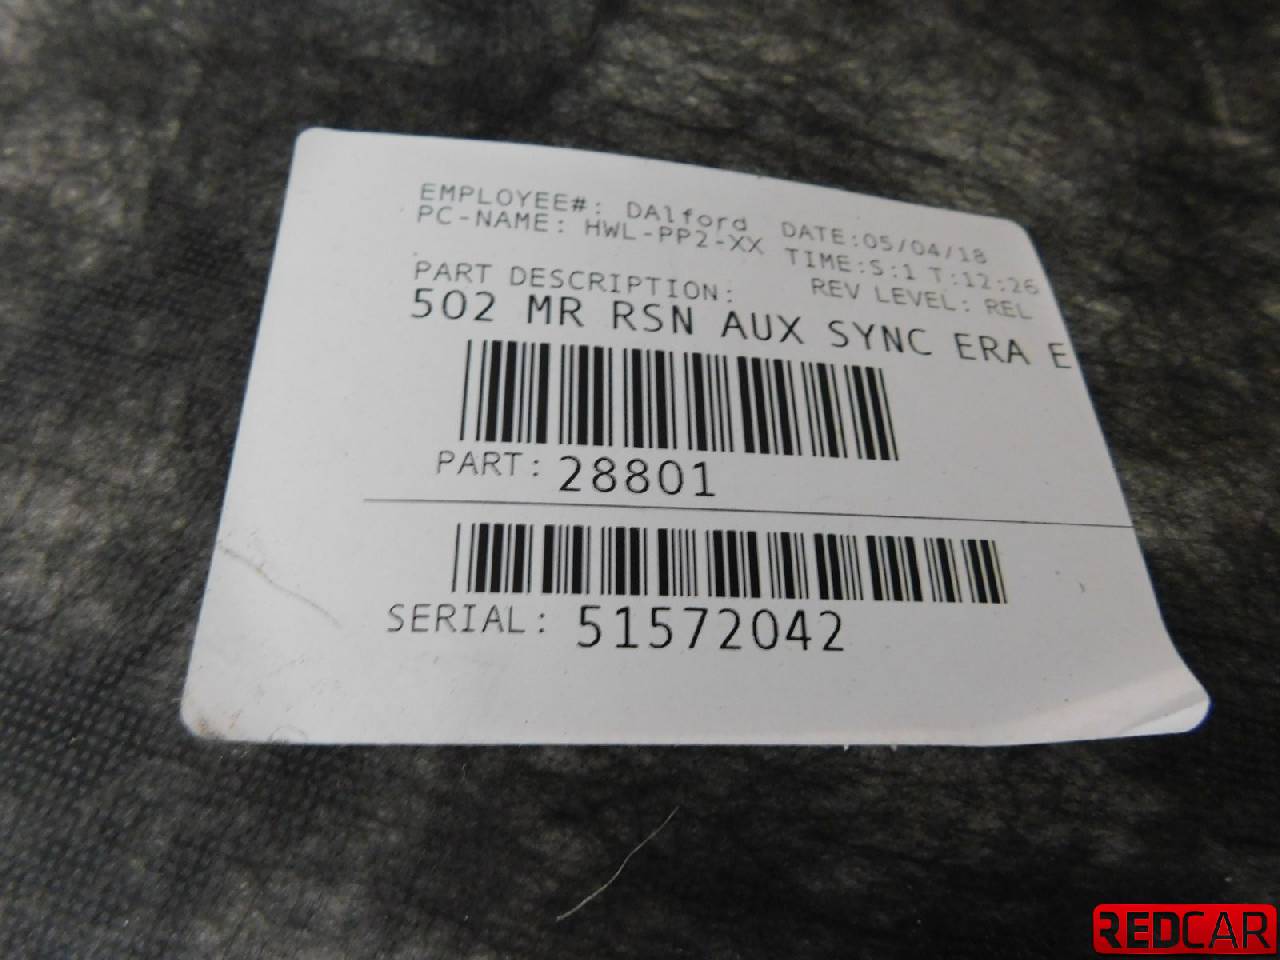 EMPLOYEE#: DAlford DATE:05/04/18
PC-NAME: HWL-PP2-XX TIME:S:1 T:12:26
PART DESCRIPTION: REV LEVEL: REL
502 MR RSN AUX SYNC ERA E
PART: 28801
SERIAL: 51572042
REDCAR